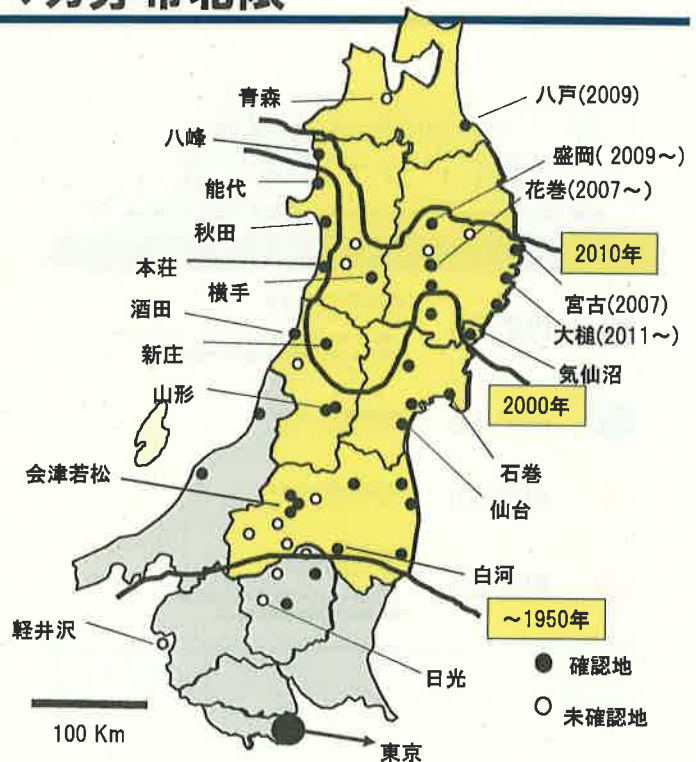 青森
八戸(2009)
八峰
盛岡( 2009～)
能代
花巻(2007～)
秋田
2010年
本荘
横手
宮古(2007)
酒田
大槌(2011～)
新庄
気仙沼
山形
2000年
石巻
会津若松
仙台
白河
～1950年
軽井沢
日光
確認地
未確認地
100 Km
東京